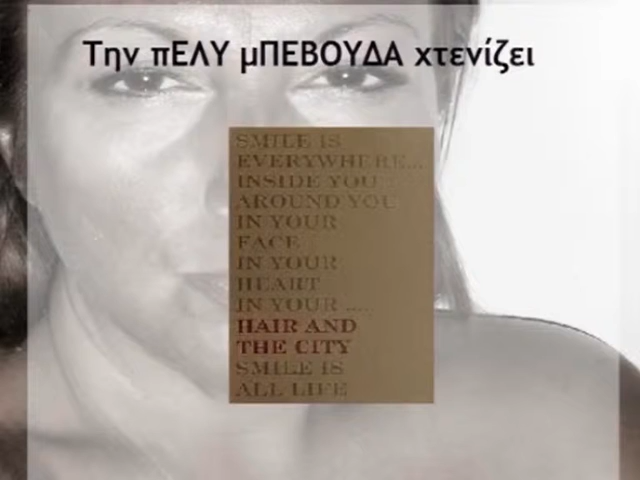 Την πΕΛΥ μΠΕΒΟΥΔΑ χτενίζει
SMILE IS
EVERYWHERE...
INSIDE YOU
AROUND YOU
IN YOUR
FACE
IN YOUR
HEART
IN YOUR ....
HAIR AND
THE CITY
SMILE IS
ALL LIFE